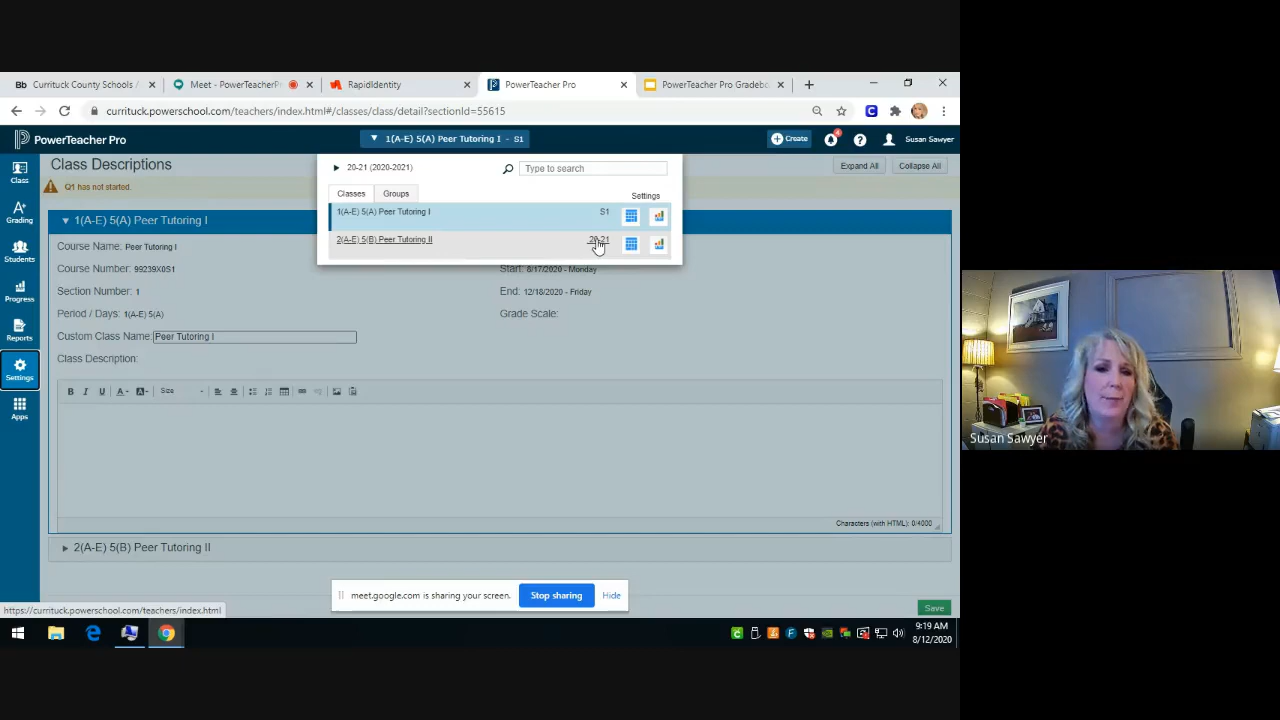 Bb Currituck County Schools /
Meet - PowerTeacherP
RapidIdentity
PowerTeacher Pro
PowerTeacher Pro Gradebo
currituck.powerschool.com/teachers/index.html#/classes/class/detail?sectionId=55615
PowerTeacher Pro
1(A-E) 5(A) Peer Tutoring I - S1
Create
4
Susan Sawyer
Class
Grading
Students
Progress
Reports
Settings
Apps
Class Descriptions
Expand All
Collapse All
Q1 has not started.
20-21 (2020-2021)
Type to search
Classes
Groups
Settings
1(A-E) 5(A) Peer Tutoring I
S1
2(A-E) 5(B) Peer Tutoring II
20-21
1(A-E) 5(A) Peer Tutoring I
Course Name: Peer Tutoring I
Course Number: 99239X0S1
Start: 8/17/2020 - Monday
Section Number: 1
End: 12/18/2020 - Friday
Period / Days: 1(A-E) 5(A)
Grade Scale:
Custom Class Name: Peer Tutoring I
Class Description:
B I U A A Size
Characters (with HTML): 0/4000
2(A-E) 5(B) Peer Tutoring II
meet.google.com is sharing your screen.
Stop sharing
Hide
https://currituck.powerschool.com/teachers/index.html
Save
9:19 AM
8/12/2020
Susan Sawyer